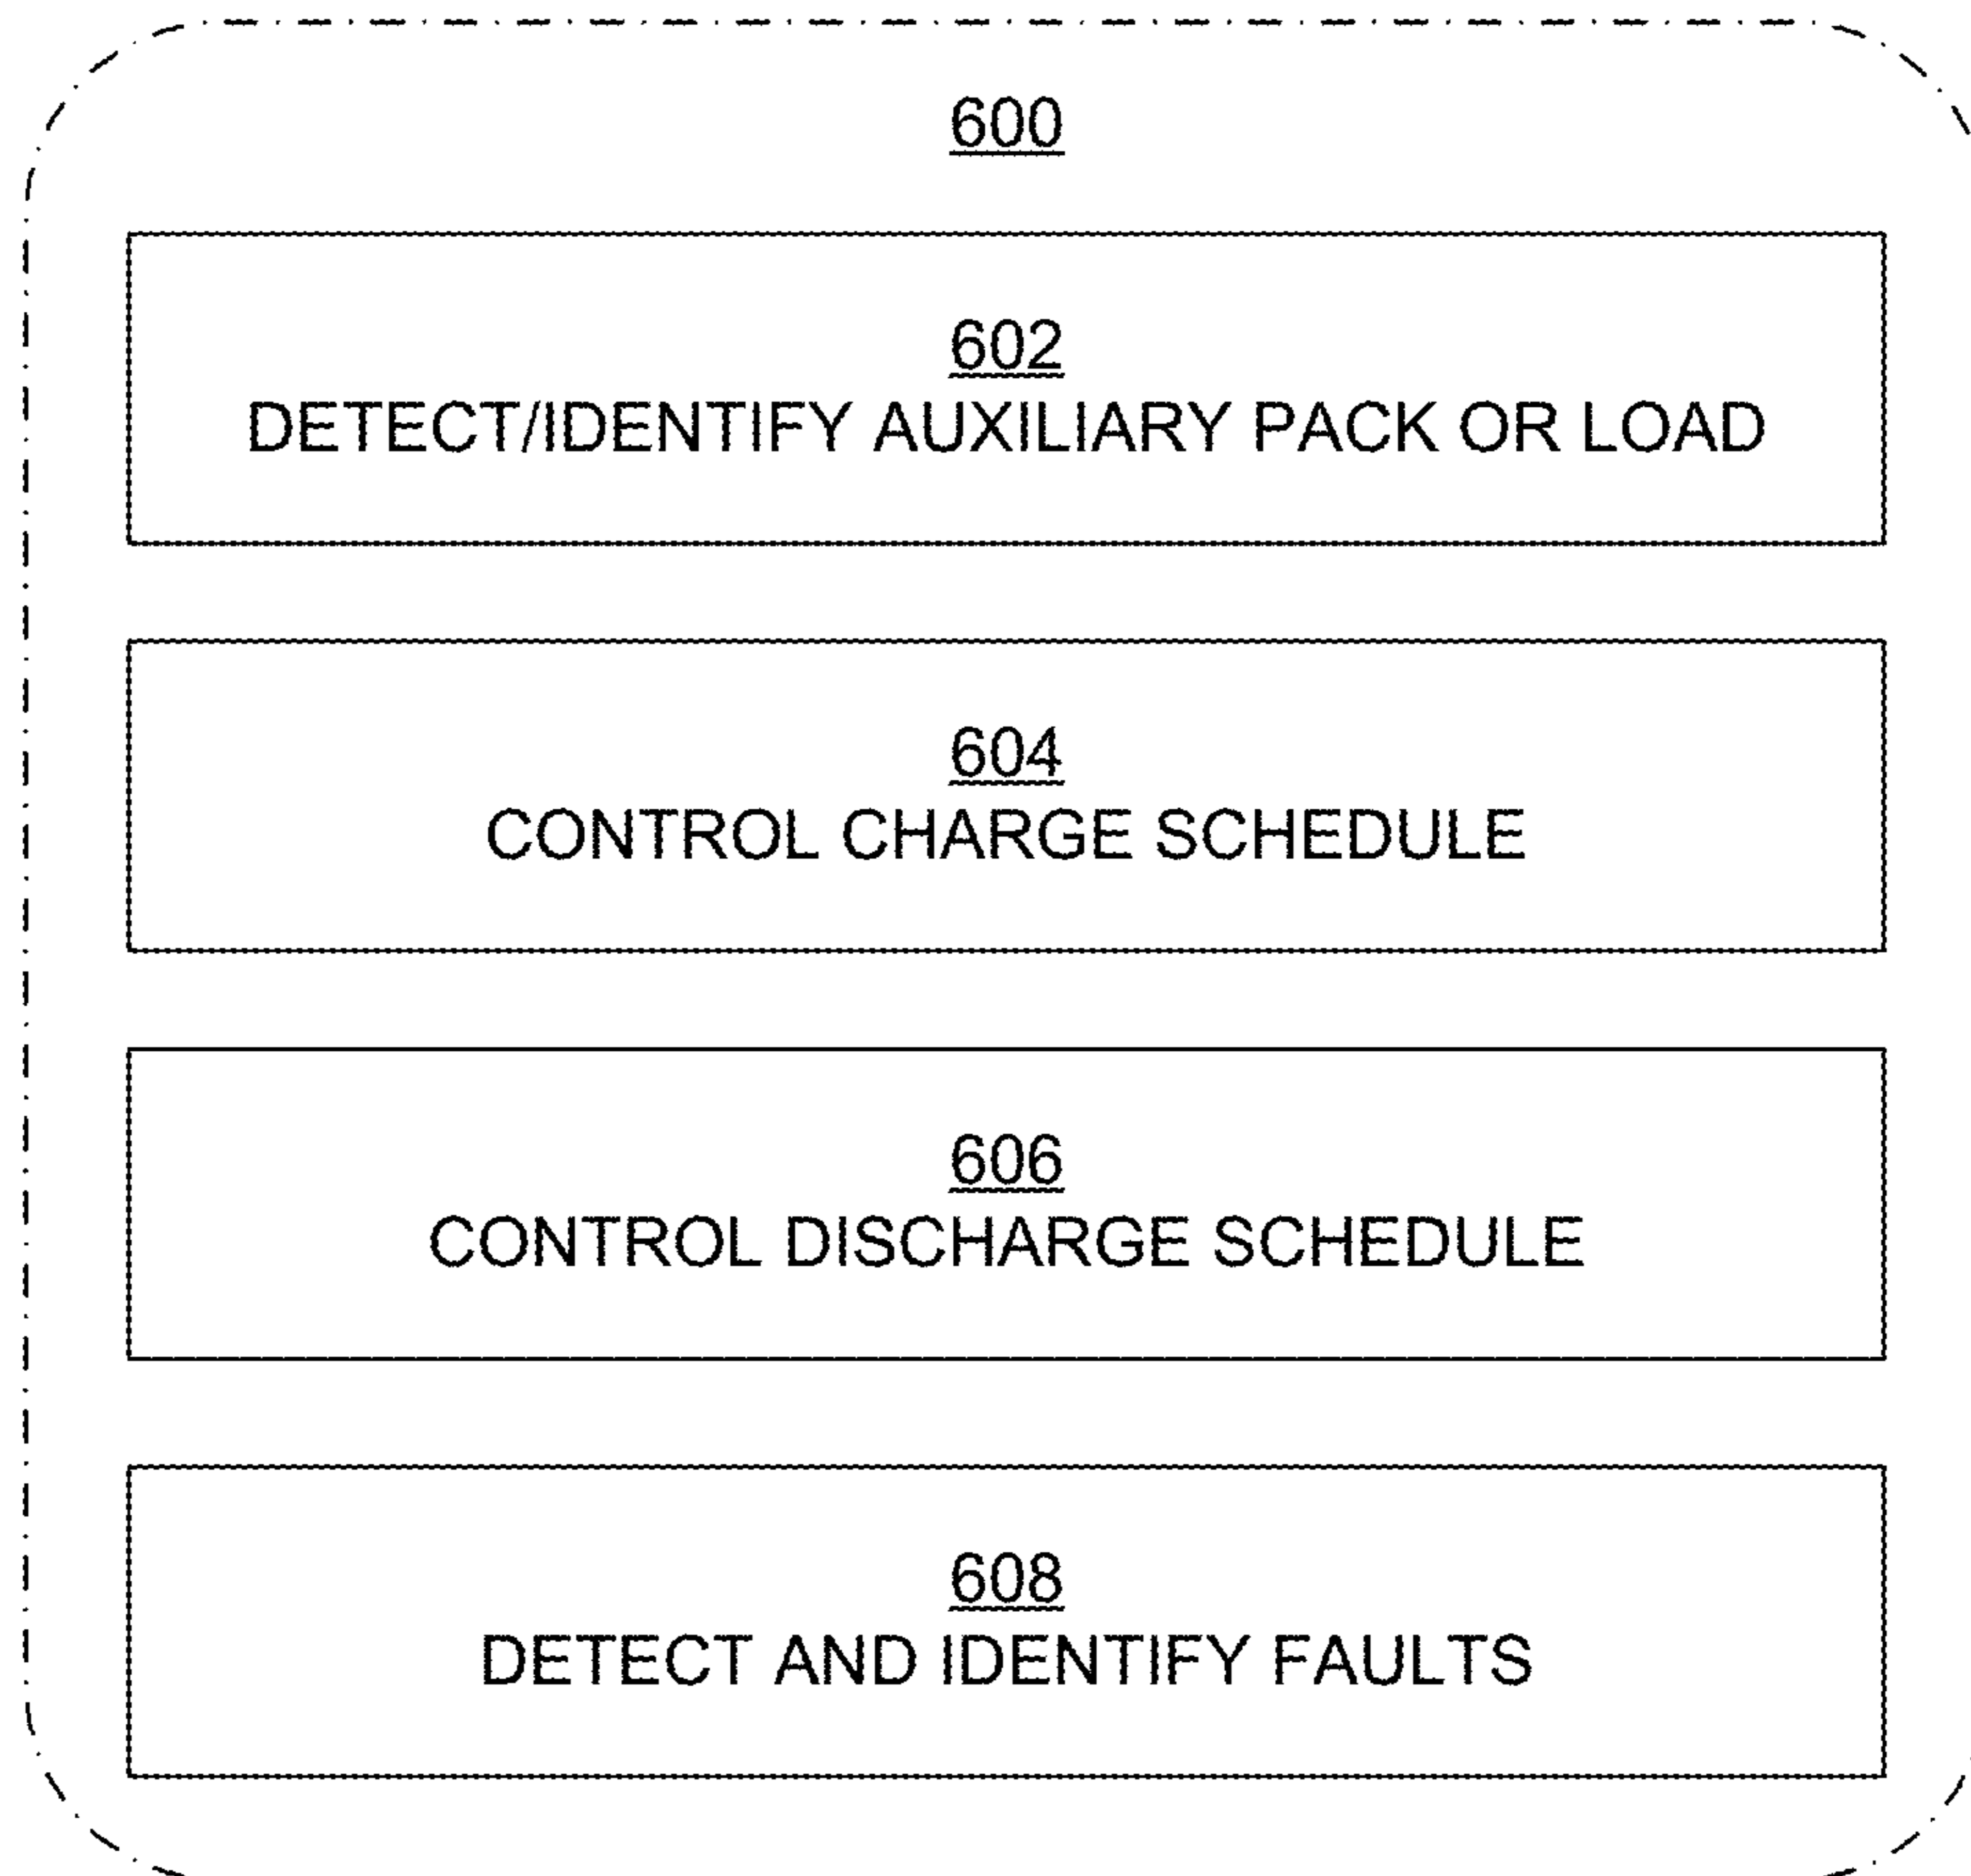 600
602
DETECT/IDENTIFY AUXILIARY PACK OR LOAD
604
CONTROL CHARGE SCHEDULE
606
CONTROL DISCHARGE SCHEDULE
608
DETECT AND IDENTIFY FAULTS